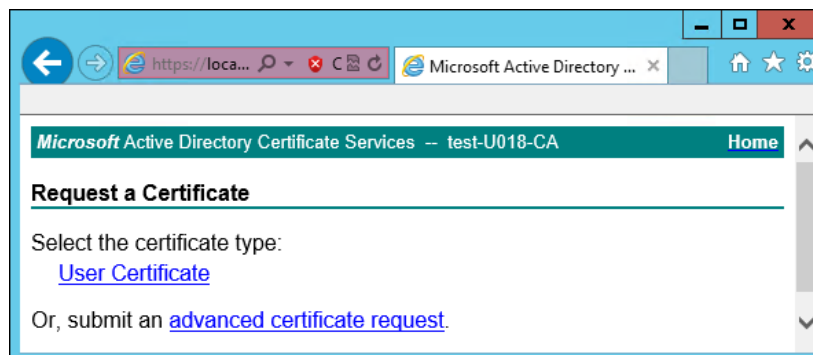 https://loca... C Microsoft Active Directory ...
Microsoft Active Directory Certificate Services -- test-U018-CA Home
Request a Certificate
Select the certificate type:
User Certificate
Or, submit an advanced certificate request.